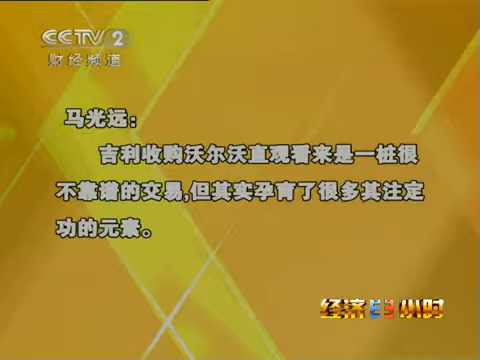 CCTV 2
财经频道
马光远:
吉利收购沃尔沃直观看来是一桩很
不靠谱的交易,但其实孕育了很多其注定
功的元素。
经济半小时